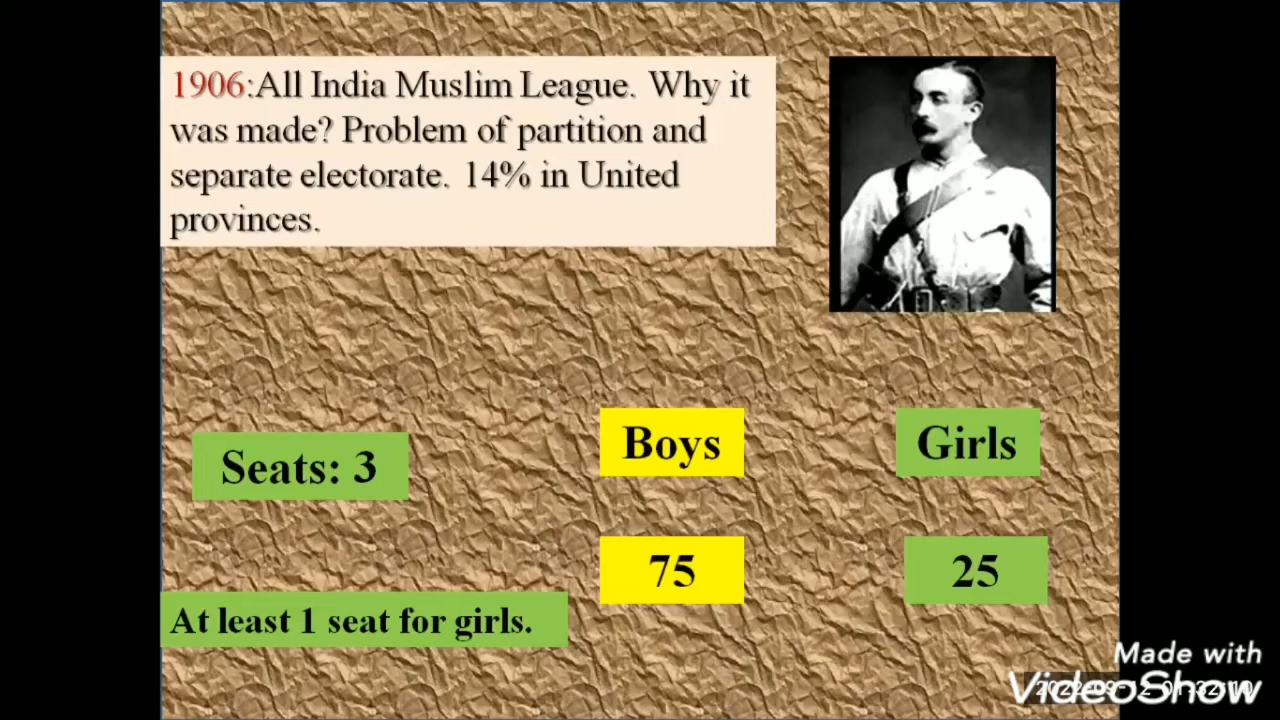 1906:All India Muslim League. Why it
was made? Problem of partition and
separate electorate. 14% in United
provinces.
Boys
Girls
Seats: 3
75
25
At least 1 seat for girls.
Made with
VideoShow